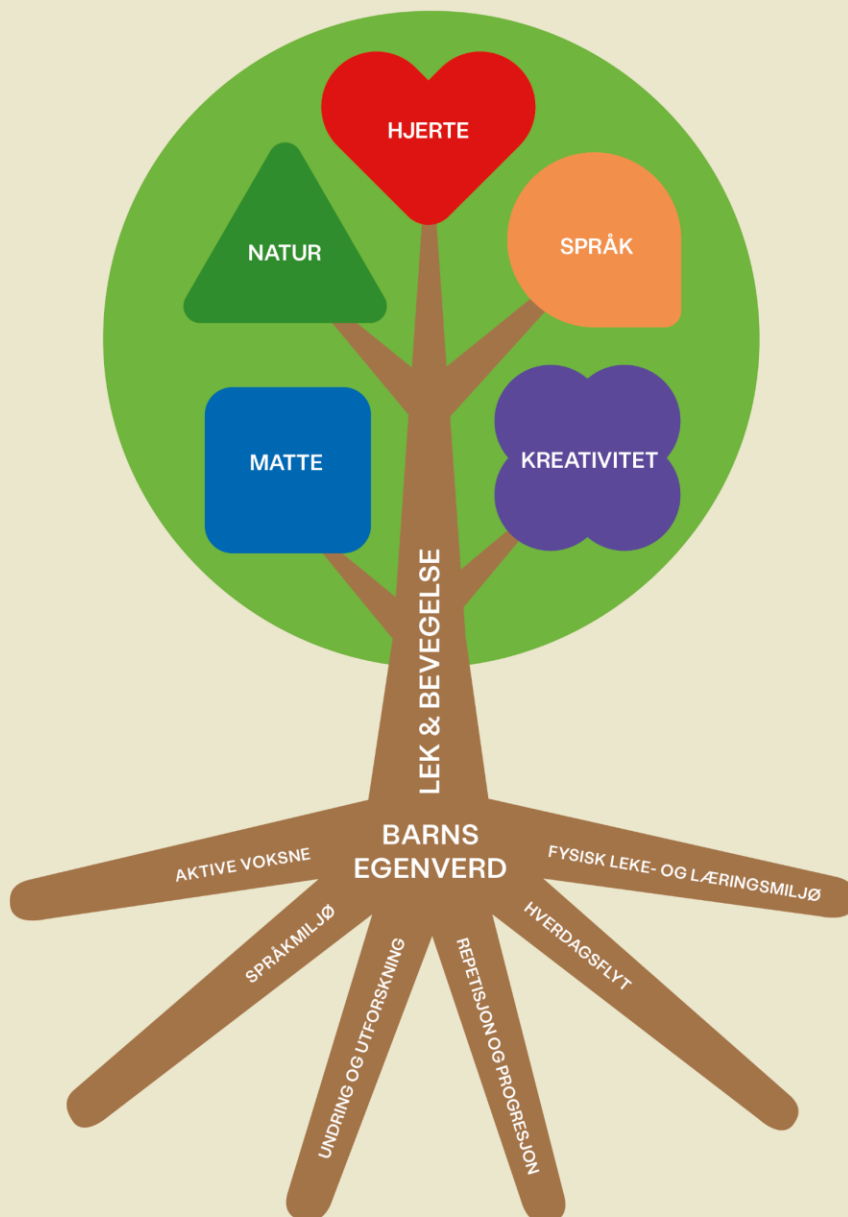 HJERTE
NATUR
SPRÅK
MATTE
KREATIVITET
LEK & BEVEGELSE
BARNS
EGENVERD
AKTIVE VOKSNE
SPRÅKMILJØ
UNDRING OG UTFORSKNING
REPETISJON OG PROGRESJON
HVERDAGSFLYT
FYSISK LEKE- OG LÆRINGSMILJØ